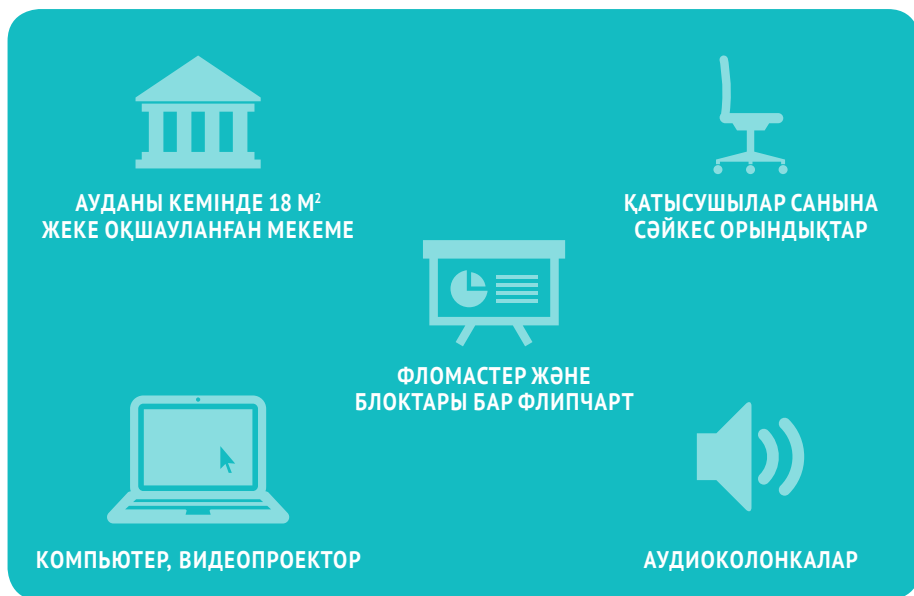 АУДАНЫ КЕМІНДЕ 18 М²
ЖЕКЕ ОҚШАУЛАНҒАН МЕКЕМЕ
ҚАТЫСУШЫЛАР САНЫНА
СӘЙКЕС ОРЫНДЫҚТАР
ФЛОМАСТЕР ЖӘНЕ
БЛОКТАРЫ БАР ФЛИПЧАРТ
КОМПЬЮТЕР, ВИДЕОПРОЕКТОР
АУДИОКОЛОНКАЛАР